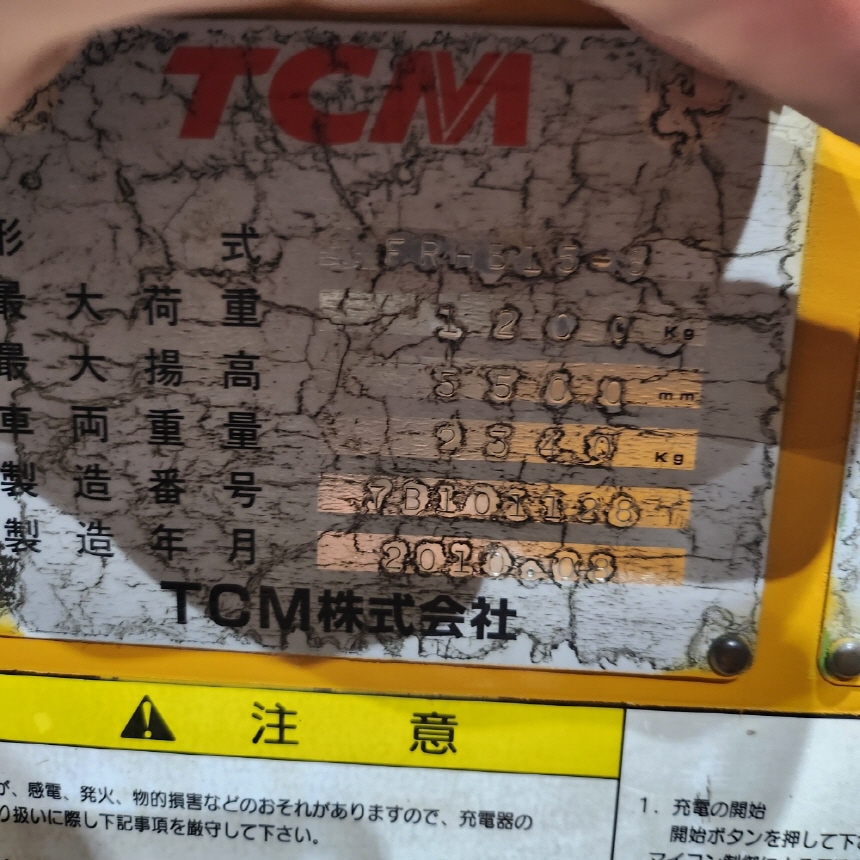 TCM
形式 FRHB15-8
最大荷重 1200 Kg
最大揚高 mm
車両重量 Kg
製造番号 7B101128
製造年月 2010.08
TCM株式会社
注意
が、感電、発火、物的損害などのおそれがありますので、充電器の
り扱いに際し下記事項を厳守して下さい。
1. 充電の開始
開始ボタンを押して下